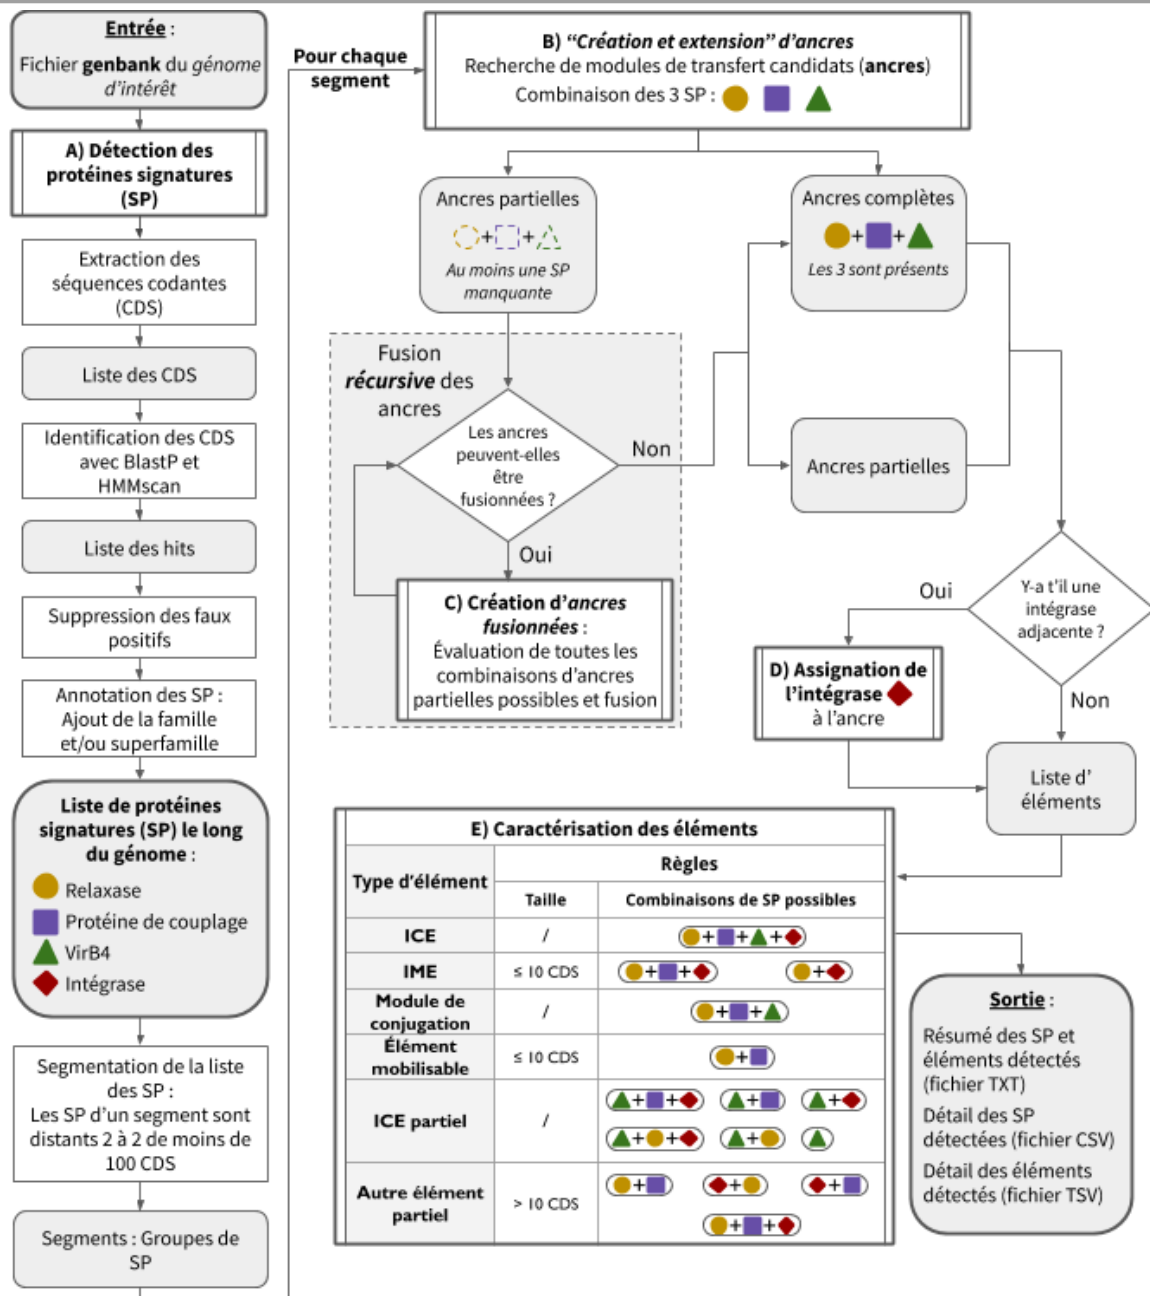 Entrée :
Fichier genbank du génome
d'intérêt
A) Détection des
protéines signatures
(SP)
Extraction des
séquences codantes
(CDS)
Liste des CDS
Identification des CDS
avec BlastP et
HMMscan
Liste des hits
Suppression des faux
positifs
Annotation des SP :
Ajout de la famille
et/ou superfamille
Liste de protéines
signatures (SP) le long
du génome :
Relaxase
Protéine de couplage
VirB4
Intégrase
Segmentation de la liste
des SP :
Les SP d'un segment sont
distants 2 à 2 de moins de
100 CDS
Segments : Groupes de
SP
Pour chaque
segment
B) “Création et extension” d'ancres
Recherche de modules de transfert candidats (ancres)
Combinaison des 3 SP :
Ancres partielles
+ +
Au moins une SP
manquante
Ancres complètes
+ +
Les 3 sont présents
Fusion
récursive des
ancres
Les ancres
peuvent-elles
être
fusionnées ?
Non
Oui
Ancres partielles
C) Création d'ancres
fusionnées :
Évaluation de toutes les
combinaisons d'ancres
partielles possibles et fusion
Y-a t'il une
intégrase
adjacente ?
Oui
Non
D) Assignation de
l'intégrase
à l'ancre
Liste d'
éléments
E) Caractérisation des éléments
Type d'élément
Règles
Taille
Combinaisons de SP possibles
ICE
/
+ + +
IME
≤ 10 CDS
+ + +
Module de
conjugation
/
+ +
Élément
mobilisable
≤ 10 CDS
+
ICE partiel
/
+ + + +
+ + +
Autre élément
partiel
> 10 CDS
+ + +
+ +
Sortie :
Résumé des SP et
éléments détectés
(fichier TXT)
Détail des SP
détectées (fichier CSV)
Détail des éléments
détectés (fichier TSV)